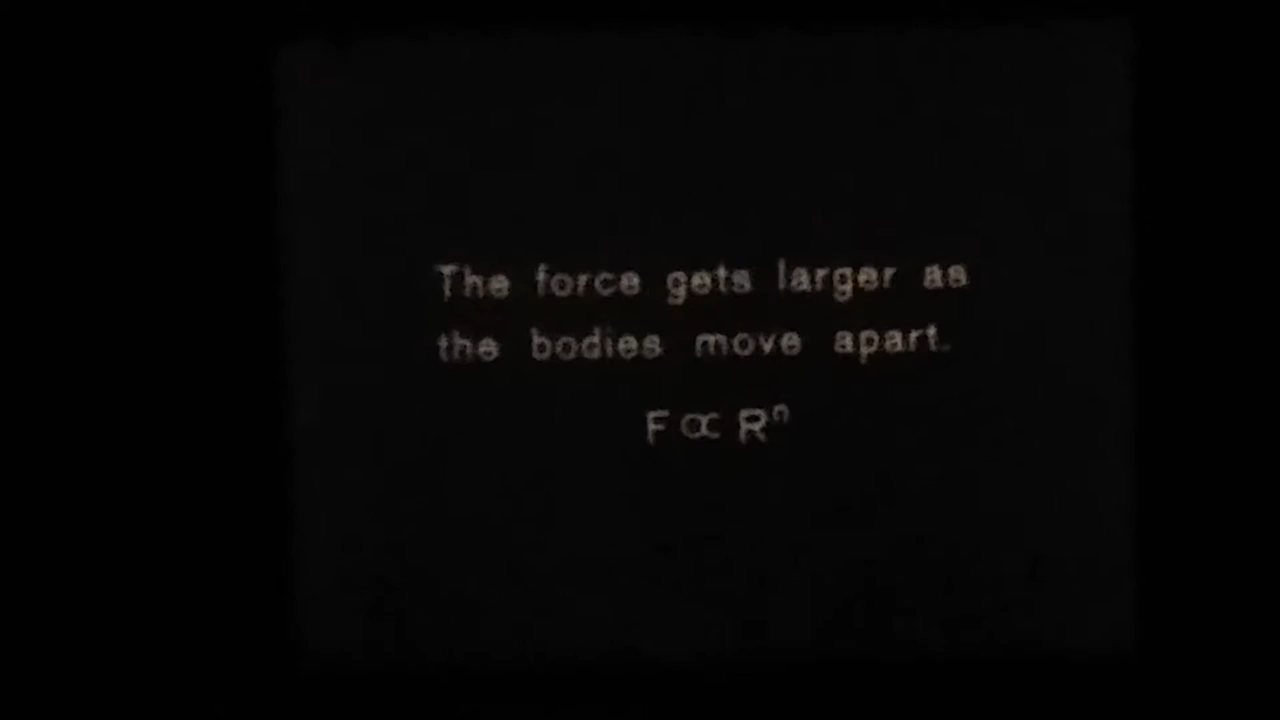 The force gets larger as
the bodies move apart.
F ∝ Rⁿ